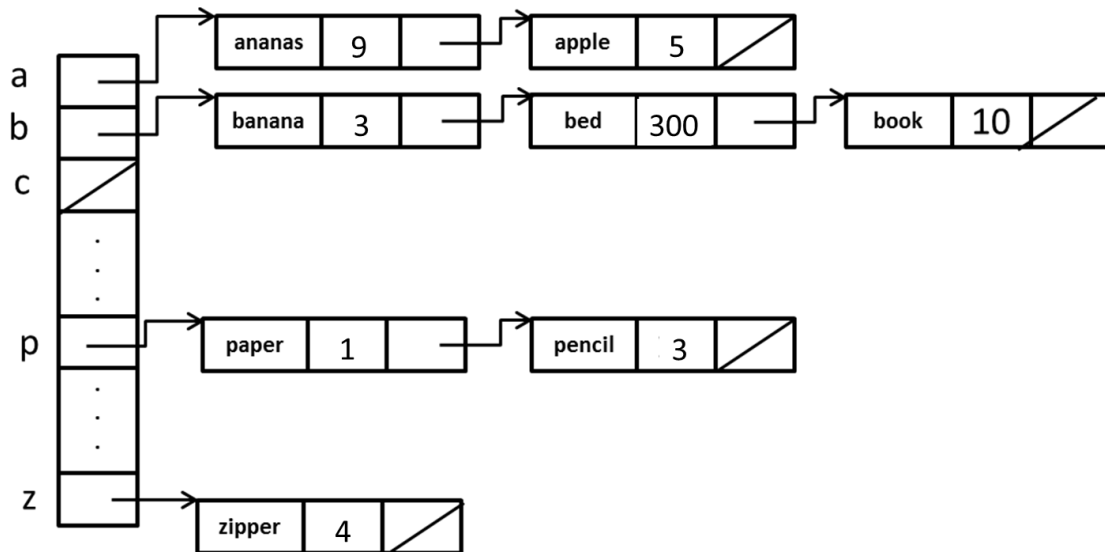 a ananas 9 apple 5
b banana 3 bed 300 book 10
c
p paper 1 pencil 3
z zipper 4